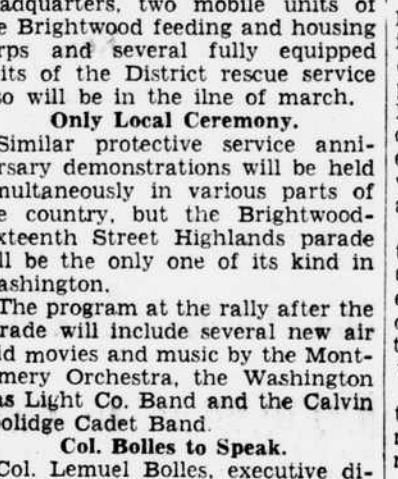 adquarters, two mobile units of
e Brightwood feeding and housing
rps and several fully equipped
its of the District rescue service
so will be in the ilne of march.
Only Local Ceremony.
Similar protective service anni-
rsary demonstrations will be held
multaneously in various parts of
e country, but the Brightwood-
xteenth Street Highlands parade
ll be the only one of its kind in
ashington.
The program at the rally after the
rade will include several new air
id movies and music by the Mont-
mery Orchestra, the Washington
as Light Co. Band and the Calvin
olidge Cadet Band.
Col. Bolles to Speak.
Col. Lemuel Bolles, executive di-